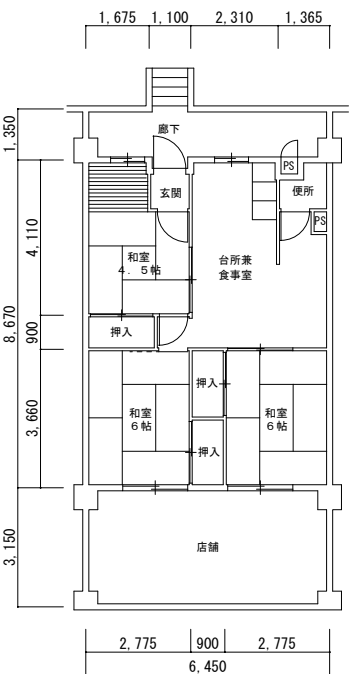 1,675 1,100 2,310 1,365
1,350
廊下
PS
玄関
便所
PS
4,110
和室
4．5帖
台所兼
食事室
8,670
900
押入
押入
3,660
和室
6帖
和室
6帖
押入
3,150
店舗
2,775 900 2,775
6,450